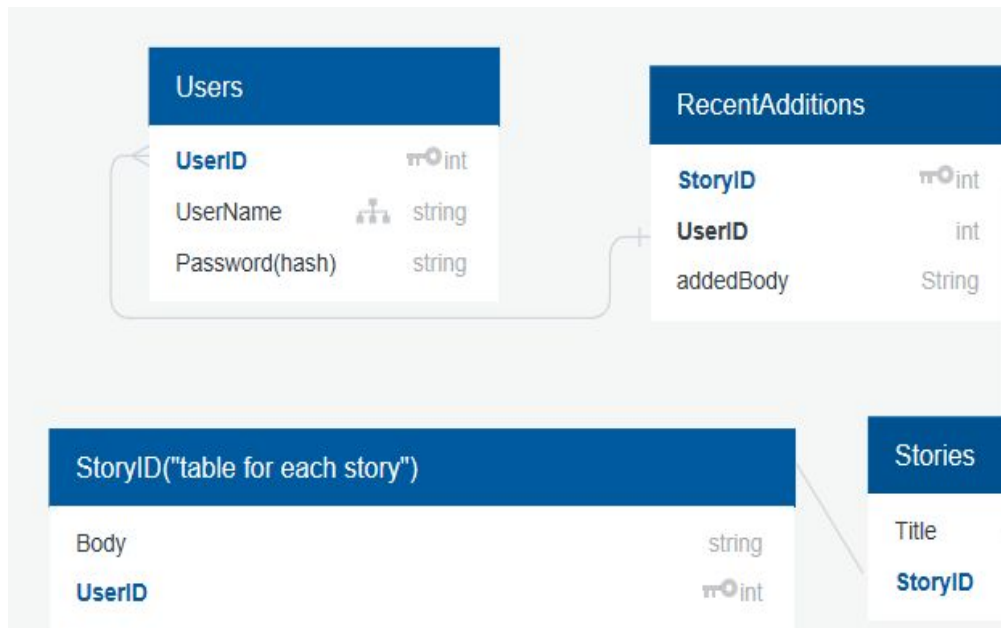 Users
UserID int
UserName string
Password(hash) string
RecentAdditions
StoryID int
UserID int
addedBody String
StoryID("table for each story")
Body string
UserID int
Stories
Title
StoryID